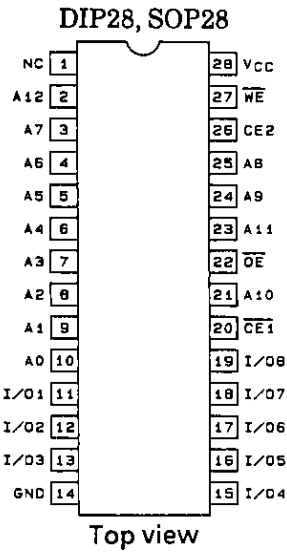 DIP28, SOP28
NC 1 28 VCC
A12 2 27 WE
A7 3 26 CE2
A6 4 25 A8
A5 5 24 A9
A4 6 23 A11
A3 7 22 OE
A2 8 21 A10
A1 9 20 CE1
A0 10 19 I/O8
I/O1 11 18 I/O7
I/O2 12 17 I/O6
I/O3 13 16 I/O5
GND 14 15 I/O4
Top view